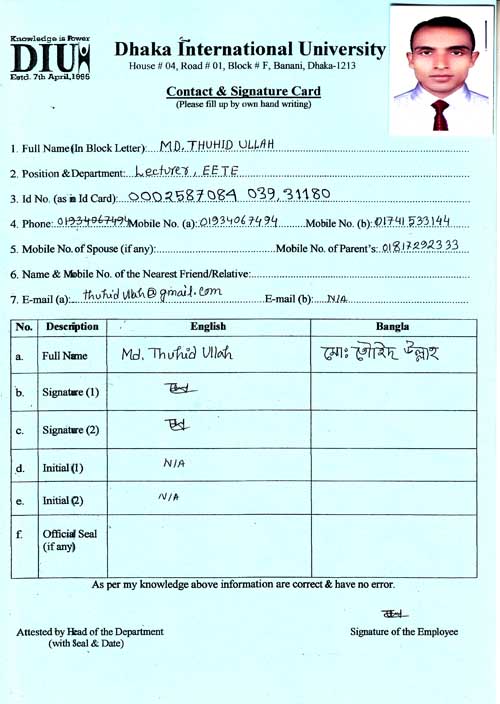 Knowledge is Power
DIU
Estd. 7th April, 1995
Dhaka International University
House # 04, Road # 01, Block # F, Banani, Dhaka-1213
Contact & Signature Card
(Please fill up by own hand writing)
1. Full Name (In Block Letter): MD. THUHID ULLAH
2. Position & Department: Lecturer, EETE
3. Id No. (as in Id Card): 0002587084 039, 31180
4. Phone: 01934067494 Mobile No. (a): 01934067494 Mobile No. (b): 01741533144
5. Mobile No. of Spouse (if any): Mobile No. of Parent's: 01817292333
6. Name & Mobile No. of the Nearest Friend/Relative:
7. E-mail (a): thuhid ullah@gmail.com E-mail (b): N/A
No. Description English Bangla
a. Full Name Md. Thuhid Ullah মোঃ তৌহিদ উল্লাহ
b. Signature (1)
c. Signature (2)
d. Initial (1) N/A
e. Initial (2) N/A
f. Official Seal
(if any)
As per my knowledge above information are correct & have no error.
Attested by Head of the Department Signature of the Employee
(with Seal & Date)